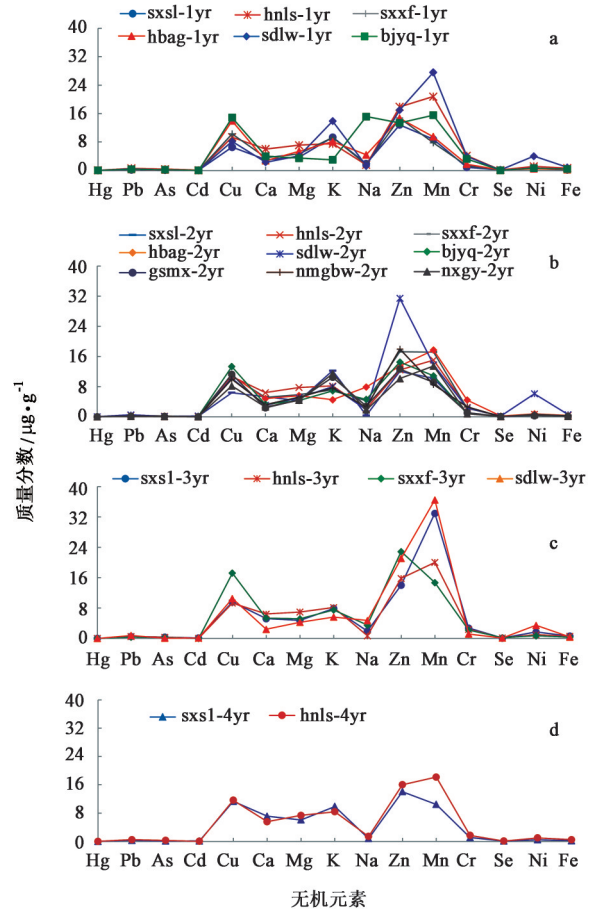 sxsl-1yr hnls-1yr sxxf-1yr
hbag-1yr sdlw-1yr bjyq-1yr
a
40
32
24
16
8
0
Hg Pb As Cd Cu Ca Mg K Na Zn Mn Cr Se Ni Fe
sxsl-2yr hnls-2yr sxxf-2yr
hbag-2yr sdlw-2yr bjyq-2yr
gsmx-2yr nmgbw-2yr nxgy-2yr
b
40
32
24
16
8
0
Hg Pb As Cd Cu Ca Mg K Na Zn Mn Cr Se Ni Fe
质量分数/μg·g⁻¹
sxs1-3yr hnls-3yr sxxf-3yr sdlw-3yr
c
40
32
24
16
8
0
Hg Pb As Cd Cu Ca Mg K Na Zn Mn Cr Se Ni Fe
sxs1-4yr hnls-4yr
d
40
32
24
16
8
0
Hg Pb As Cd Cu Ca Mg K Na Zn Mn Cr Se Ni Fe
无机元素